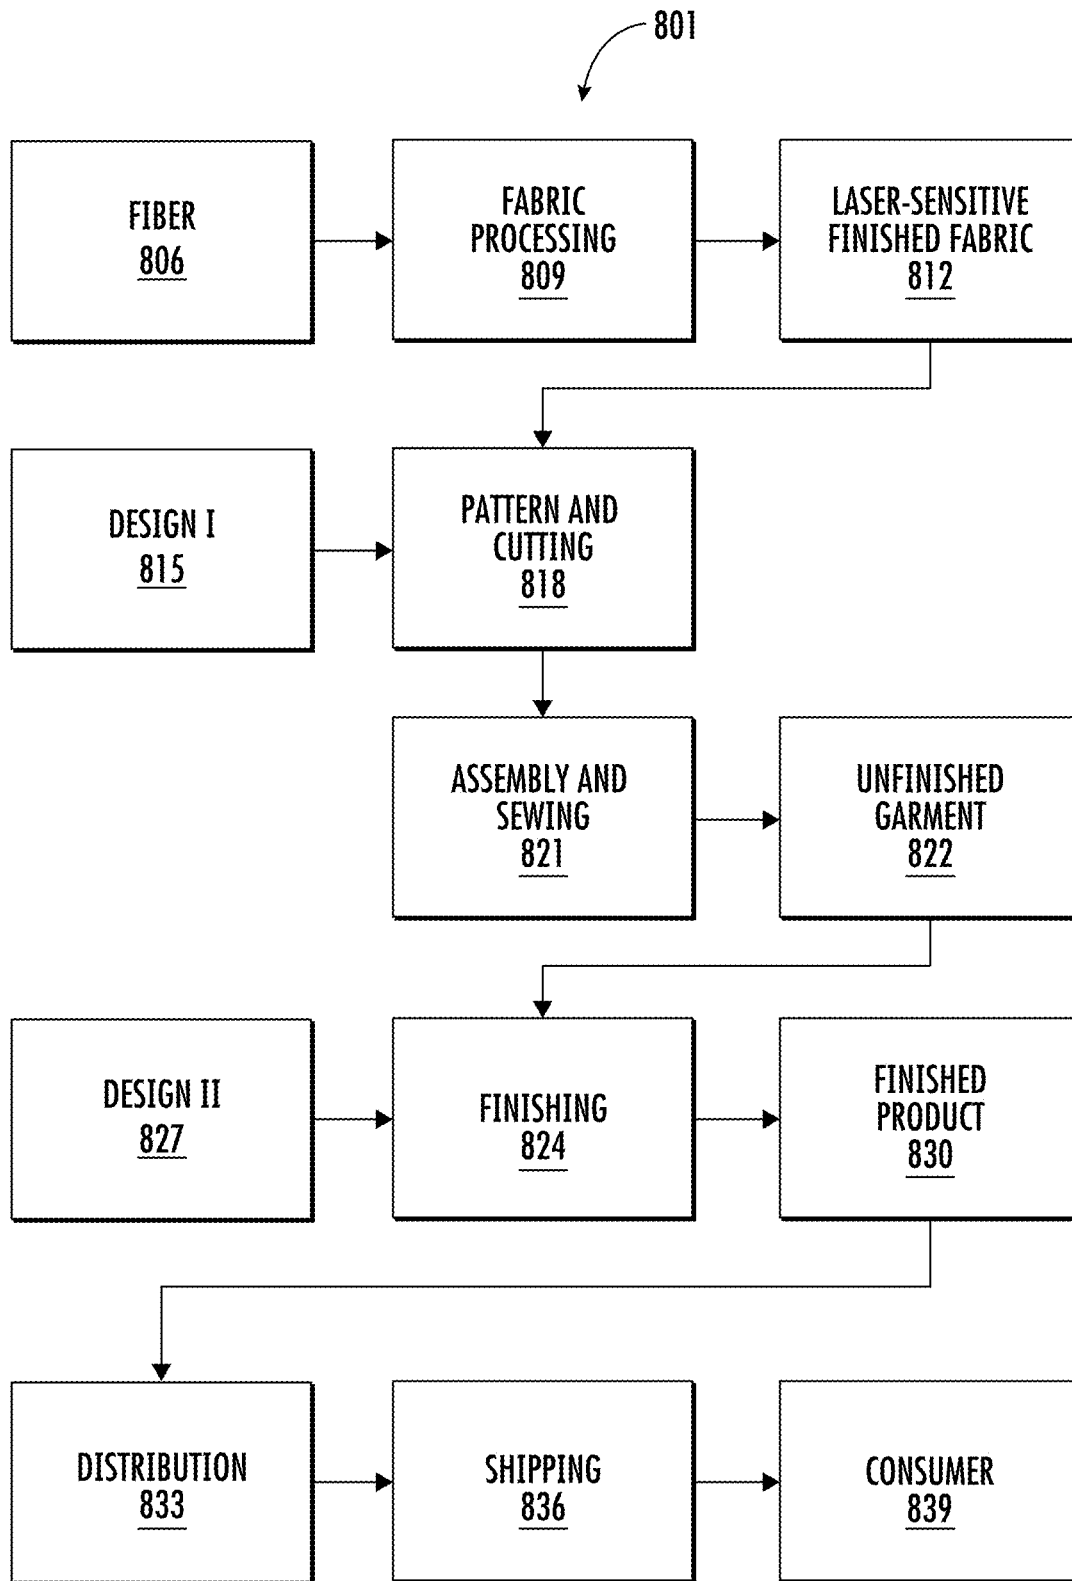 801
FIBER
806
FABRIC
PROCESSING
809
LASER-SENSITIVE
FINISHED FABRIC
812
DESIGN I
815
PATTERN AND
CUTTING
818
ASSEMBLY AND
SEWING
821
UNFINISHED
GARMENT
822
DESIGN II
827
FINISHING
824
FINISHED
PRODUCT
830
DISTRIBUTION
833
SHIPPING
836
CONSUMER
839